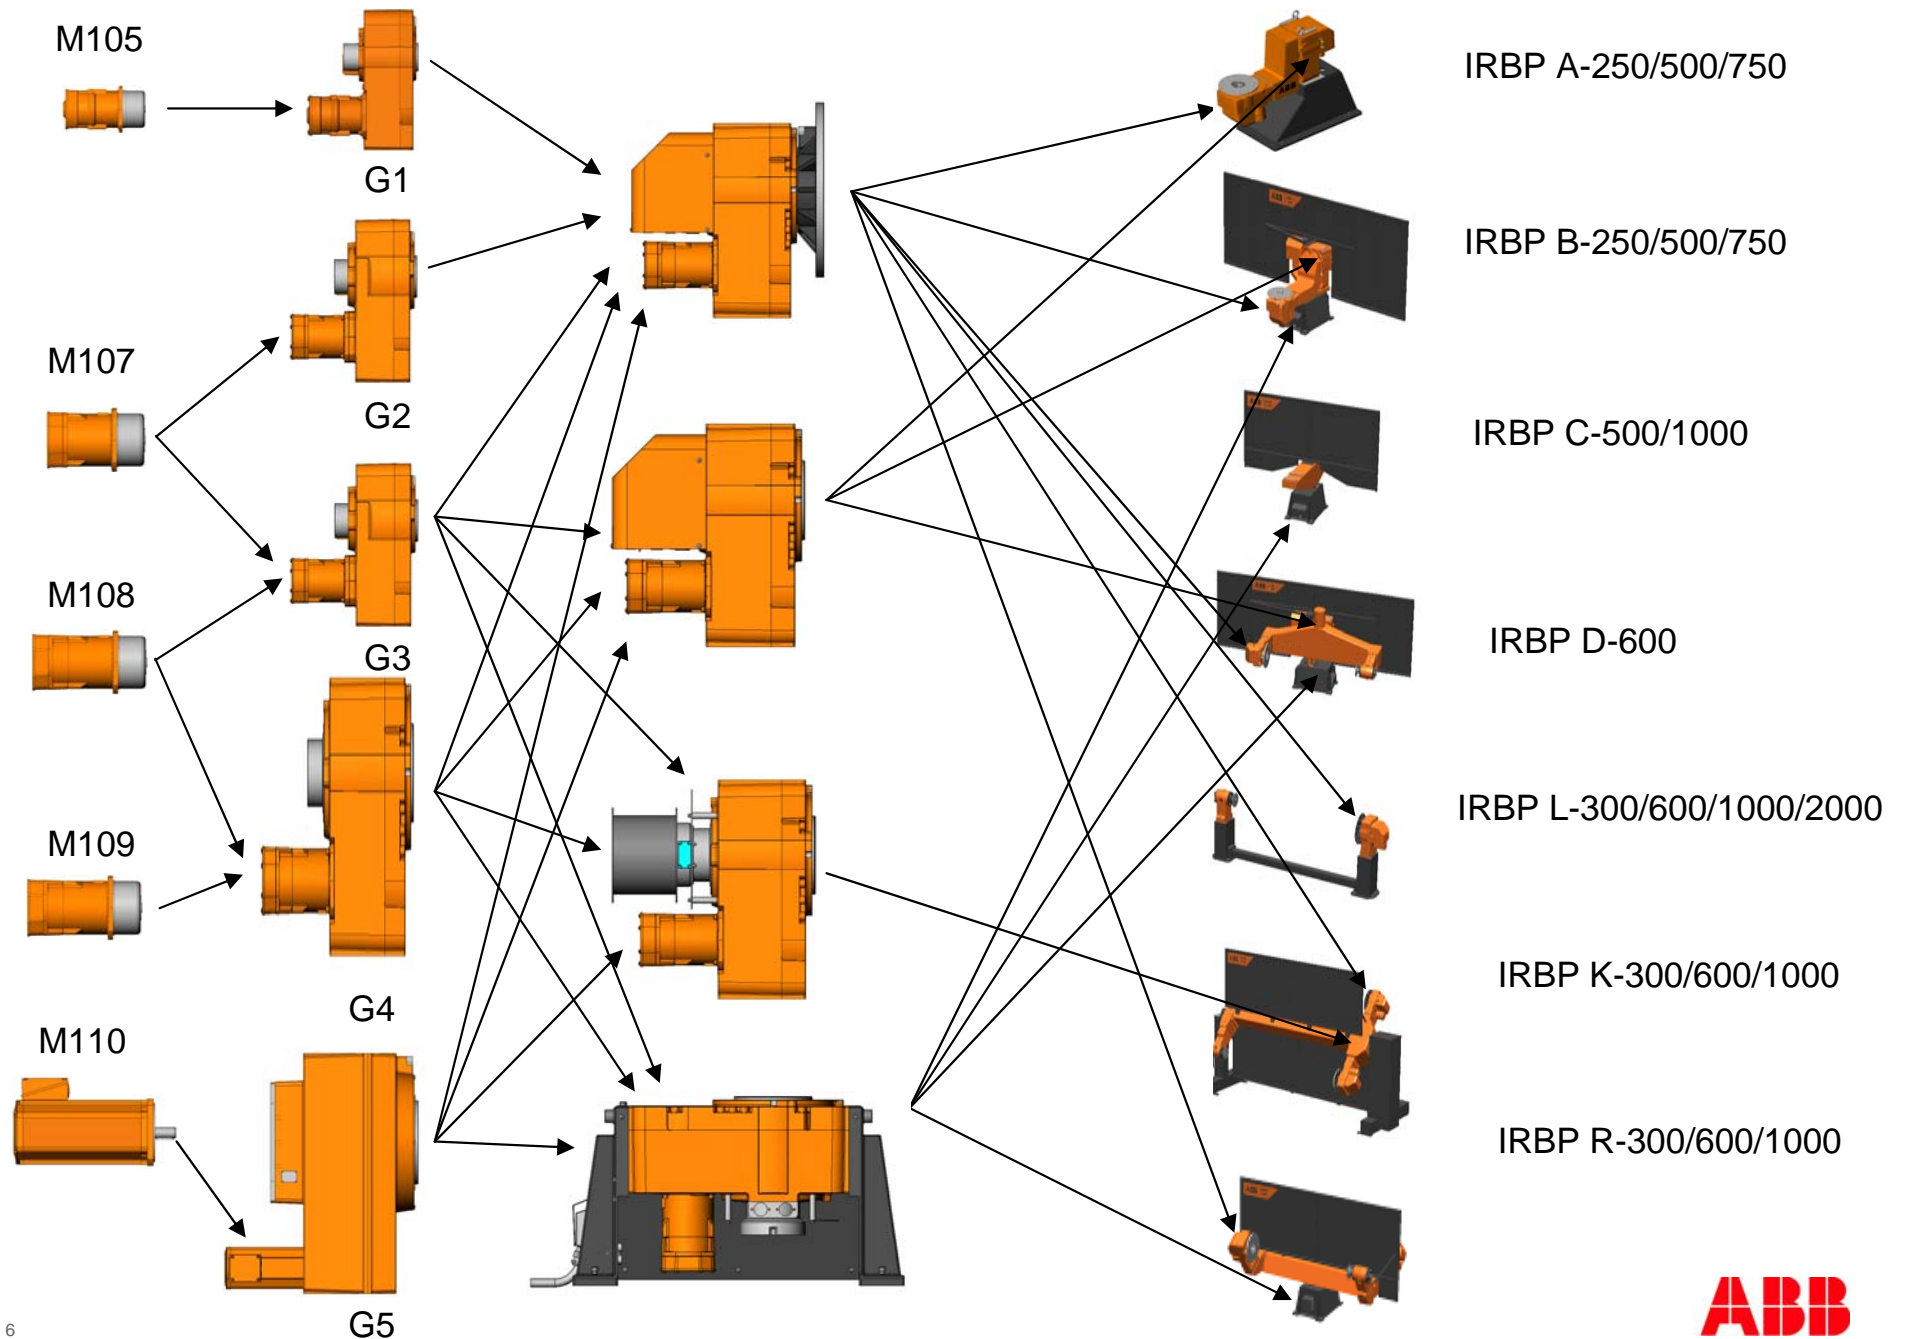 M105
G1
M107
G2
M108
G3
M109
G4
M110
G5
IRBP A-250/500/750
IRBP B-250/500/750
IRBP C-500/1000
IRBP D-600
IRBP L-300/600/1000/2000
IRBP K-300/600/1000
IRBP R-300/600/1000
ABB
6